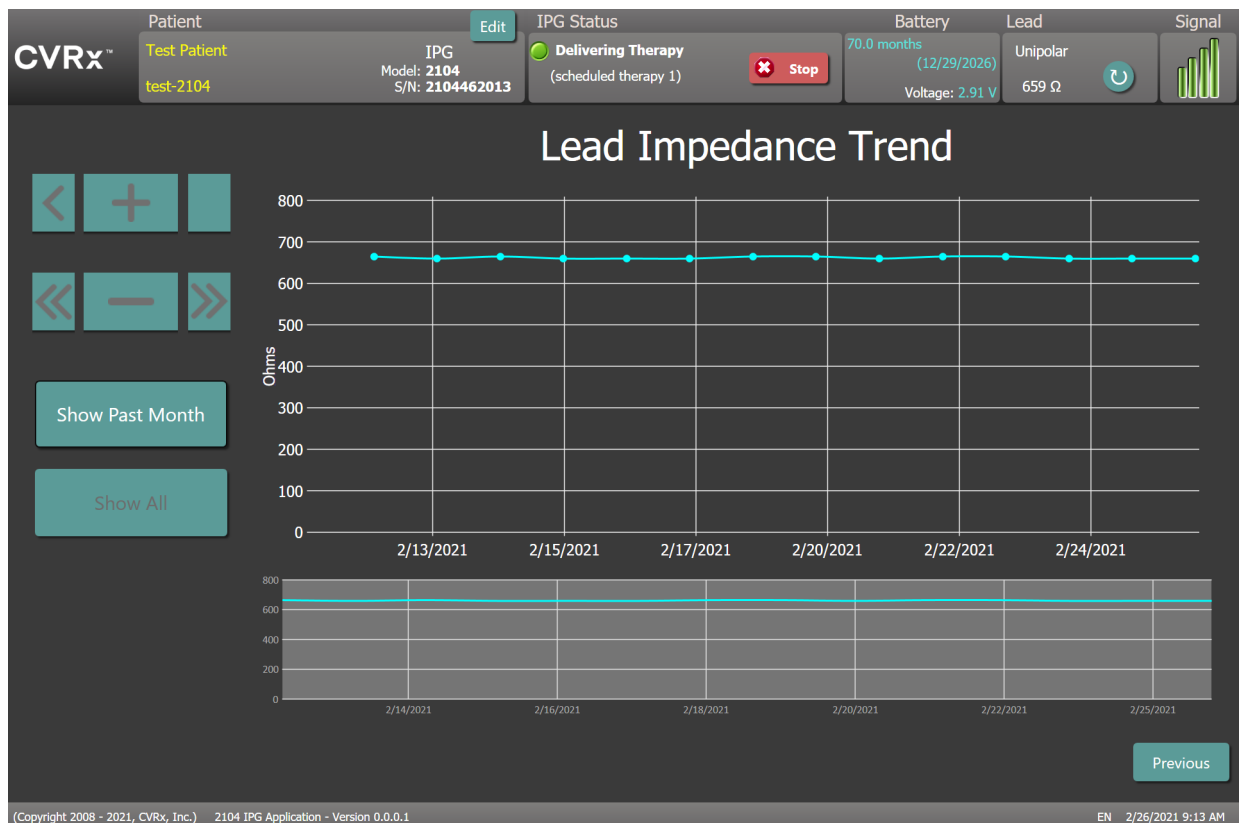 Patient
Edit
IPG Status
Battery
Lead
Signal
CVRx™
Test Patient
test-2104
IPG
Model: 2104
S/N: 2104462013
Delivering Therapy
(scheduled therapy 1)
Stop
70.0 months
(12/29/2026)
Voltage: 2.91 V
Unipolar
659 Ω
Lead Impedance Trend
Show Past Month
Show All
800
700
600
500
400
300
200
100
0
Ohms
2/13/2021 2/15/2021 2/17/2021 2/20/2021 2/22/2021 2/24/2021
800
600
400
200
0
2/14/2021 2/16/2021 2/18/2021 2/20/2021 2/22/2021 2/25/2021
Previous
(Copyright 2008 - 2021, CVRx, Inc.) 2104 IPG Application - Version 0.0.0.1
EN 2/26/2021 9:13 AM